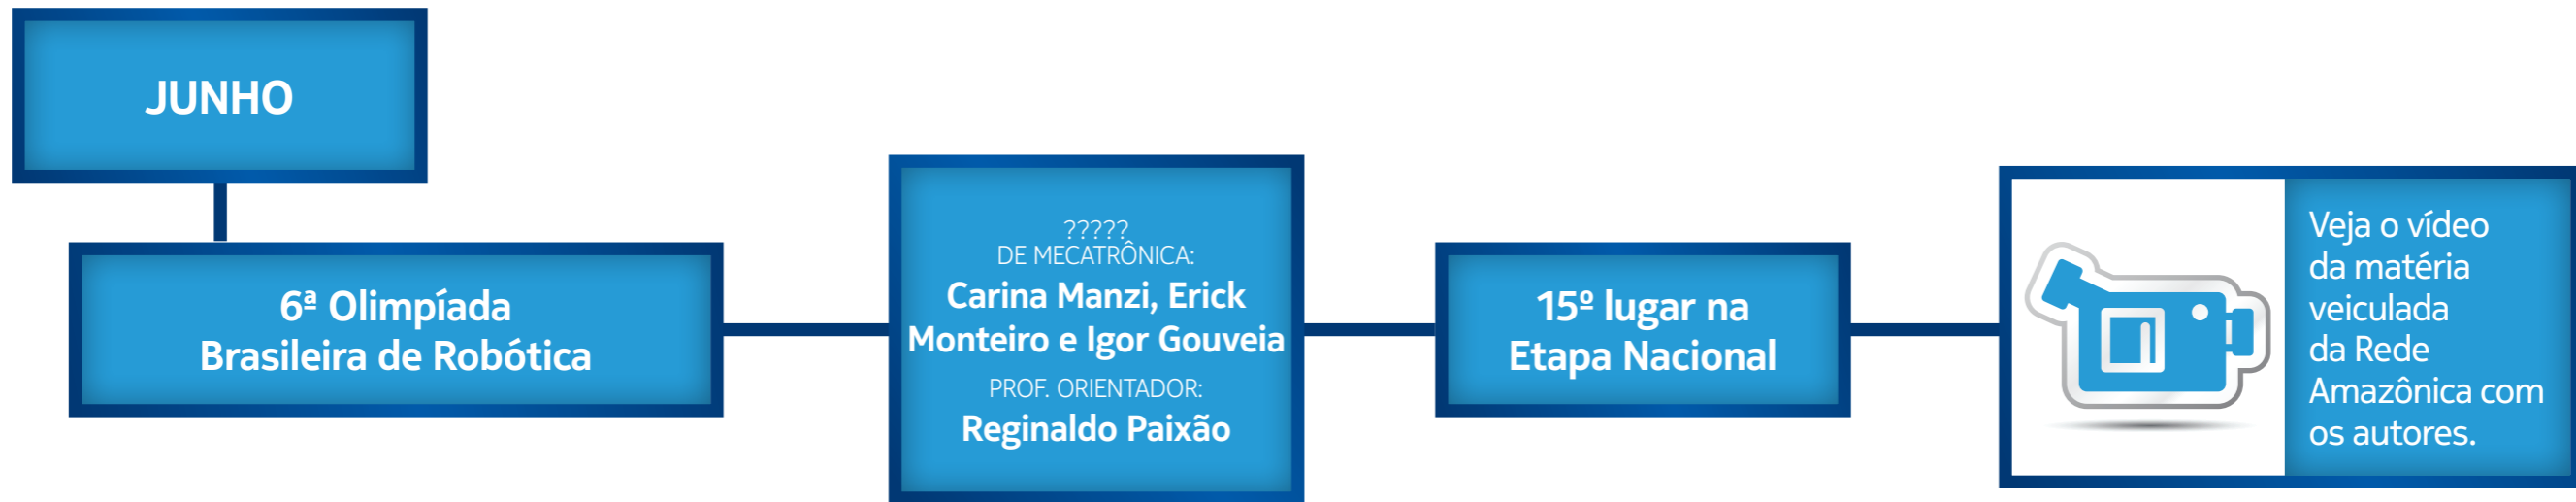 JUNHO
6ª Olimpíada
Brasileira de Robótica
?????
DE MECATRÔNICA:
Carina Manzi, Erick
Monteiro e Igor Gouveia
PROF. ORIENTADOR:
Reginaldo Paixão
15º lugar na
Etapa Nacional
Veja o vídeo
da matéria
veiculada
da Rede
Amazônica com
os autores.